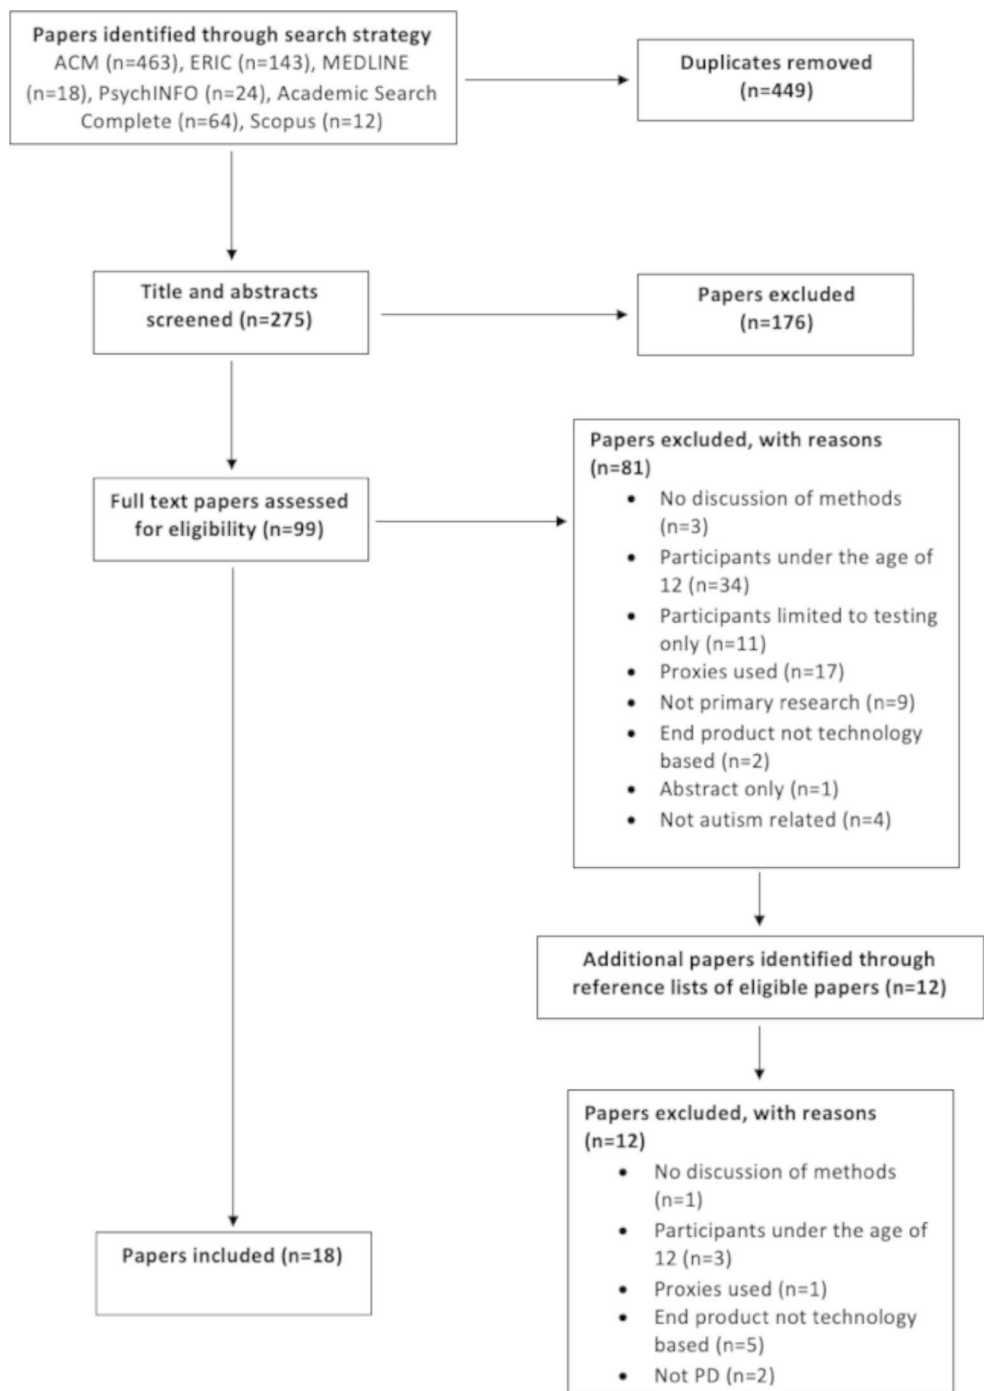 Papers identified through search strategy
ACM (n=463), ERIC (n=143), MEDLINE
(n=18), PsychINFO (n=24), Academic Search
Complete (n=64), Scopus (n=12)
Duplicates removed
(n=449)
Title and abstracts
screened (n=275)
Papers excluded
(n=176)
Full text papers assessed
for eligibility (n=99)
Papers excluded, with reasons
(n=81)
• No discussion of methods
(n=3)
• Participants under the age of
12 (n=34)
• Participants limited to testing
only (n=11)
• Proxies used (n=17)
• Not primary research (n=9)
• End product not technology
based (n=2)
• Abstract only (n=1)
• Not autism related (n=4)
Additional papers identified through
reference lists of eligible papers (n=12)
Papers excluded, with reasons
(n=12)
• No discussion of methods
(n=1)
• Participants under the age of
12 (n=3)
• Proxies used (n=1)
• End product not technology
based (n=5)
• Not PD (n=2)
Papers included (n=18)